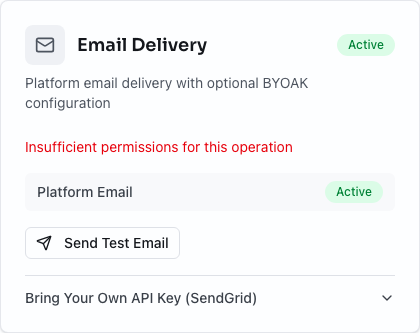 Email Delivery
Active
Platform email delivery with optional BYOAK
configuration
Insufficient permissions for this operation
Platform Email
Active
Send Test Email
Bring Your Own API Key (SendGrid)